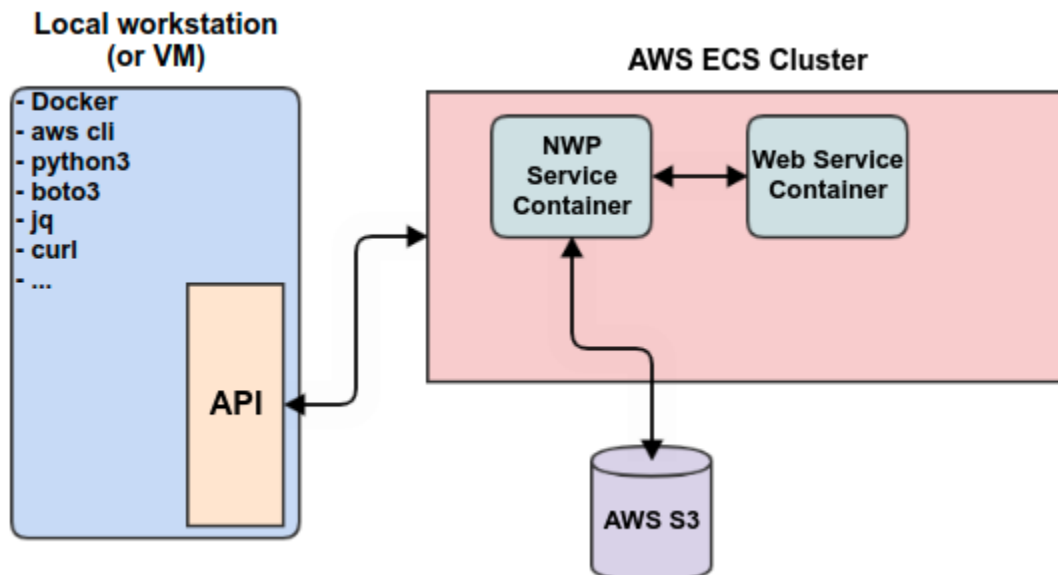 Local workstation
(or VM)
- Docker
- aws cli
- python3
- boto3
- jq
- curl
- ...
API
AWS ECS Cluster
NWP
Service
Container
Web Service
Container
AWS S3